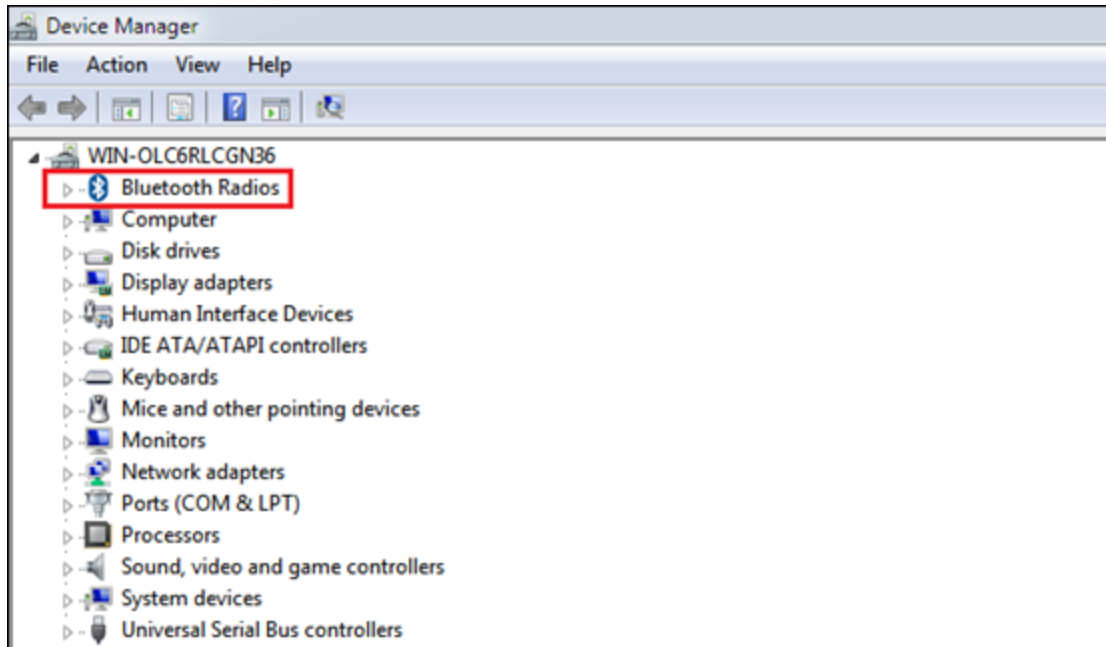 Device Manager
File Action View Help
WIN-OLC6RLCGN36
Bluetooth Radios
Computer
Disk drives
Display adapters
Human Interface Devices
IDE ATA/ATAPI controllers
Keyboards
Mice and other pointing devices
Monitors
Network adapters
Ports (COM & LPT)
Processors
Sound, video and game controllers
System devices
Universal Serial Bus controllers